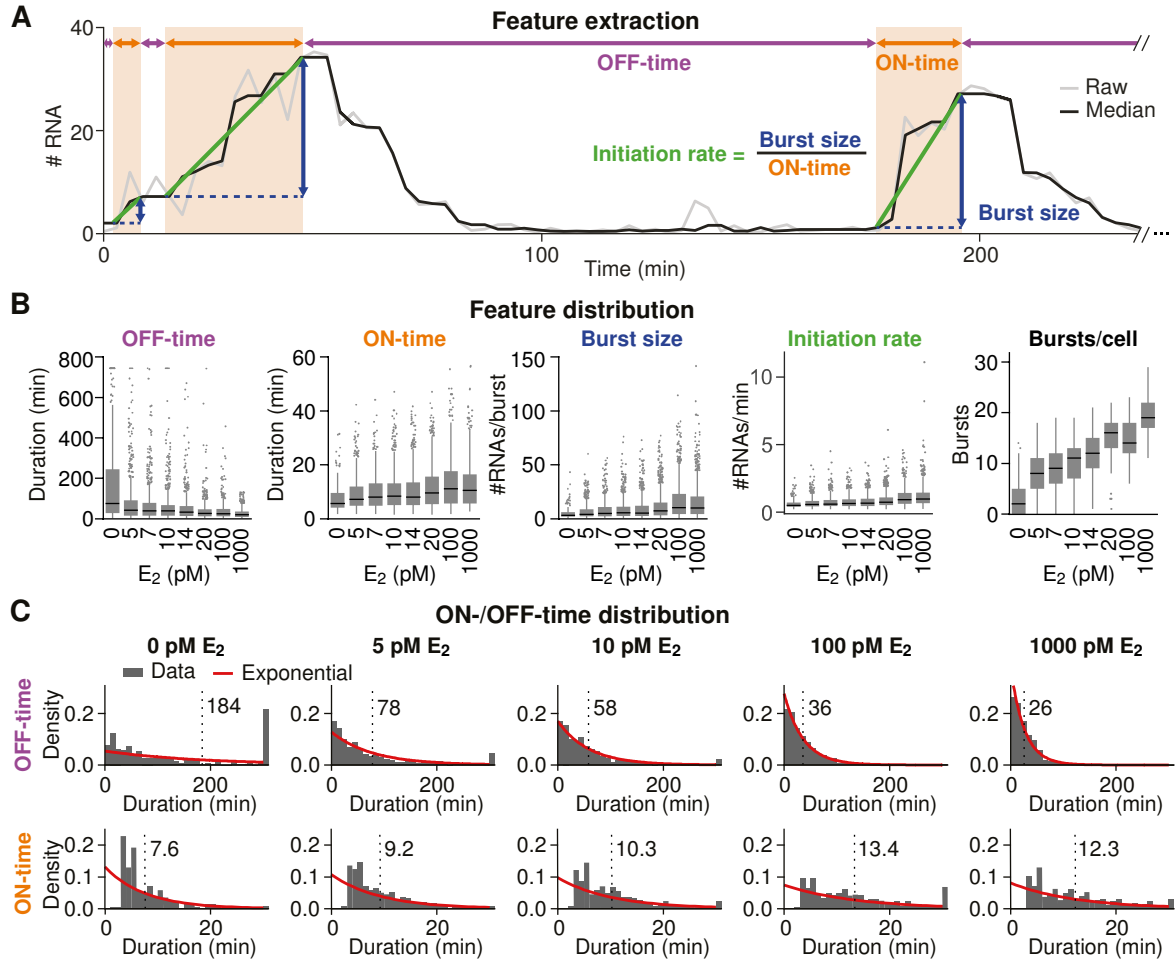 A
Feature extraction
40
20
0
# RNA
OFF-time
ON-time
Raw
Median
Initiation rate = Burst size
ON-time
Burst size
...
0
100
200
Time (min)
B
Feature distribution
OFF-time
ON-time
Burst size
Initiation rate
Bursts/cell
Duration (min)
800
600
400
200
0
0 5 7 10 14 20 100 1000
E2 (pM)
Duration (min)
60
40
20
0
0 5 7 10 14 20 100 1000
E2 (pM)
#RNAs/burst
150
100
50
0
0 5 7 10 14 20 100 1000
E2 (pM)
#RNAs/min
10
5
0
0 5 7 10 14 20 100 1000
E2 (pM)
Bursts
30
20
10
0
0 5 7 10 14 20 100 1000
E2 (pM)
C
ON-/OFF-time distribution
0 pM E2
5 pM E2
10 pM E2
100 pM E2
1000 pM E2
Data
Exponential
OFF-time
Density
0.2
0.0
184
0 200
Duration (min)
0.2
0.0
78
0 200
Duration (min)
0.2
0.0
58
0 200
Duration (min)
0.2
0.0
36
0 200
Duration (min)
0.2
0.0
26
0 200
Duration (min)
ON-time
Density
0.2
0.1
0.0
7.6
0 20
Duration (min)
0.2
0.1
0.0
9.2
0 20
Duration (min)
0.2
0.1
0.0
10.3
0 20
Duration (min)
0.2
0.1
0.0
13.4
0 20
Duration (min)
0.2
0.1
0.0
12.3
0 20
Duration (min)